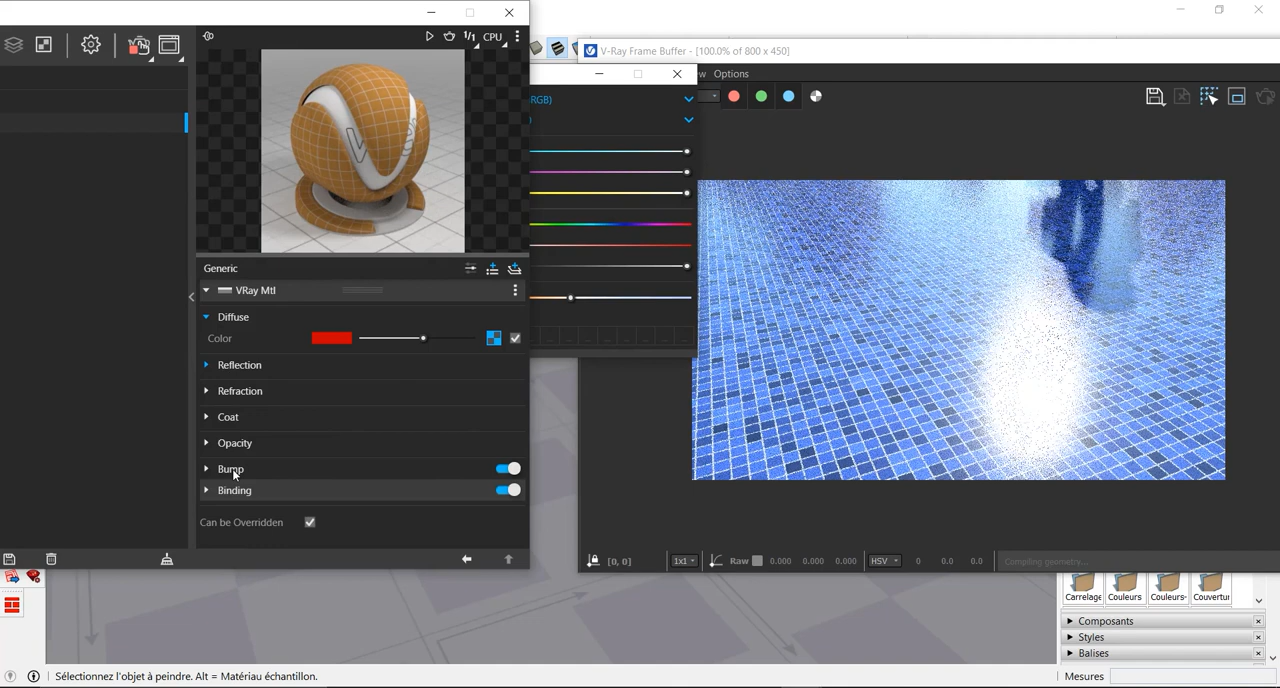 V-Ray Frame Buffer - [100.0% of 800 x 450]
1/1 CPU
w Options
RGB)
Generic
VRay Mtl
Diffuse
Color
Reflection
Refraction
Coat
Opacity
Bump
Binding
Can be Overridden
[0, 0] 1x1 Raw 0.000 0.000 0.000 HSV 0 0.0 0.0 Compiling geometry...
Carrelage Couleurs Couleurs- Couvertur
Composants
Styles
Balises
Sélectionnez l'objet à peindre. Alt = Matériau échantillon.
Mesures